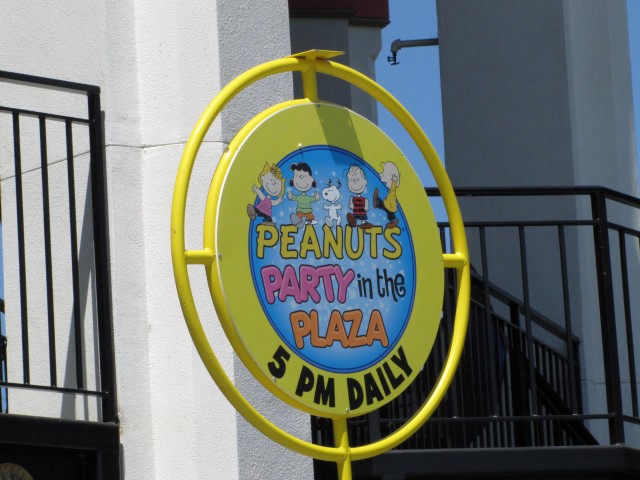 PEANUTS
PARTY in the
PLAZA
5 PM DAILY